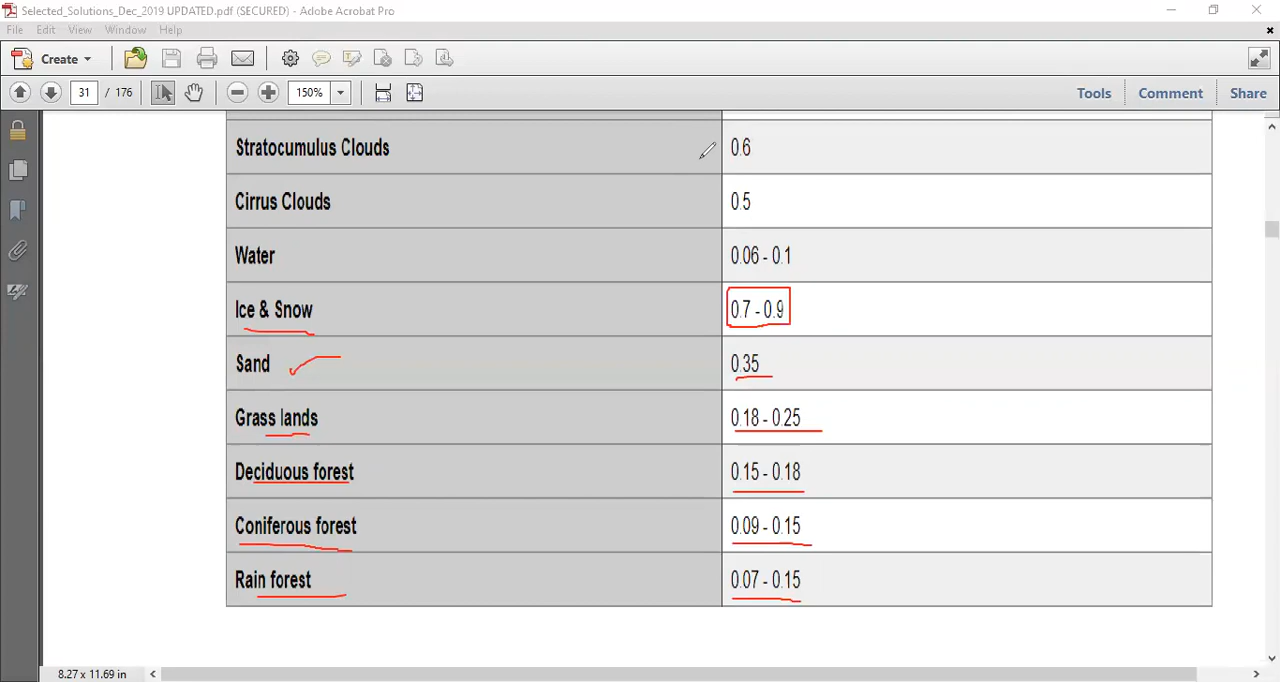 Selected_Solutions_Dec_2019 UPDATED.pdf (SECURED) - Adobe Acrobat Pro
File Edit View Window Help
Create
31 / 176 150% Tools Comment Share
Stratocumulus Clouds 0.6
Cirrus Clouds 0.5
Water 0.06 - 0.1
Ice & Snow 0.7 - 0.9
Sand 0.35
Grass lands 0.18 - 0.25
Deciduous forest 0.15 - 0.18
Coniferous forest 0.09 - 0.15
Rain forest 0.07 - 0.15
8.27 x 11.69 in